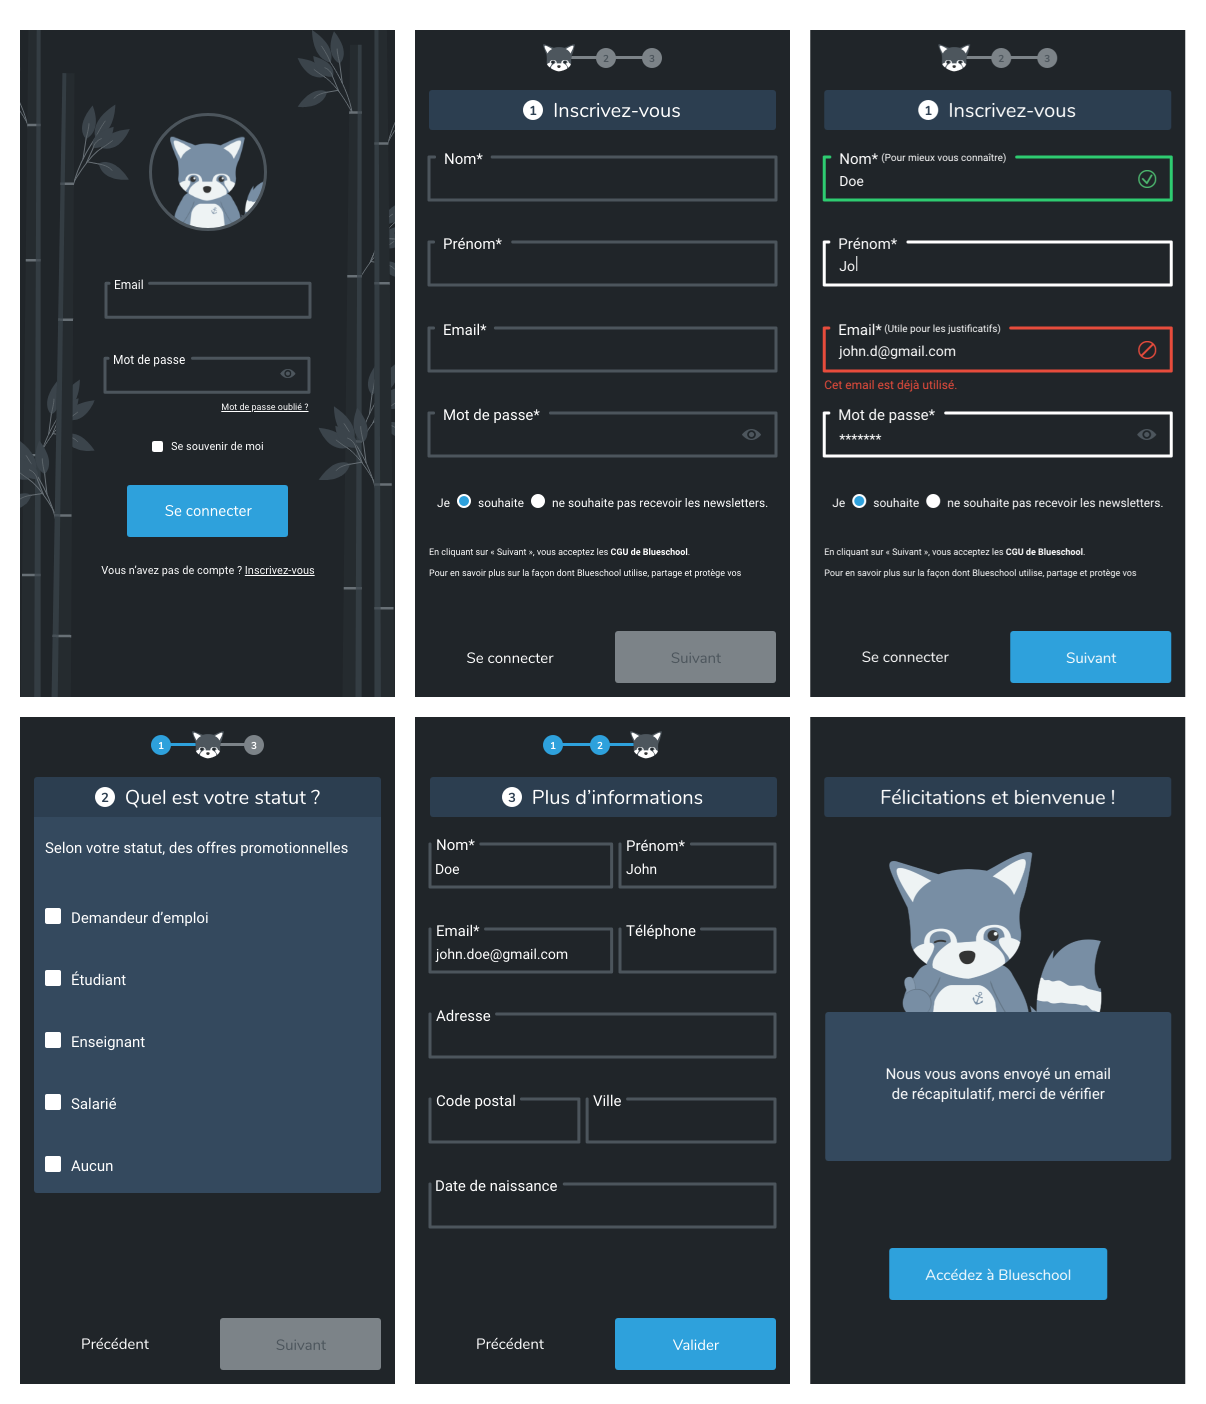 Email
Mot de passe
Mot de passe oublié ?
Se souvenir de moi
Se connecter
Vous n'avez pas de compte ? Inscrivez-vous
2 3
1 Inscrivez-vous
Nom*
Prénom*
Email*
Mot de passe*
Je souhaite ne souhaite pas recevoir les newsletters.
En cliquant sur « Suivant », vous acceptez les CGU de Blueschool.
Pour en savoir plus sur la façon dont Blueschool utilise, partage et protège vos
Se connecter Suivant
2 3
1 Inscrivez-vous
Nom* (Pour mieux vous connaître)
Doe
Prénom*
Jo
Email* (Utile pour les justificatifs)
john.d@gmail.com
Cet email est déjà utilisé.
Mot de passe*
*******
Je souhaite ne souhaite pas recevoir les newsletters.
En cliquant sur « Suivant », vous acceptez les CGU de Blueschool.
Pour en savoir plus sur la façon dont Blueschool utilise, partage et protège vos
Se connecter Suivant
1 3
2 Quel est votre statut ?
Selon votre statut, des offres promotionnelles
Demandeur d'emploi
Étudiant
Enseignant
Salarié
Aucun
Précédent Suivant
1 2
3 Plus d'informations
Nom* Prénom*
Doe John
Email* Téléphone
john.doe@gmail.com
Adresse
Code postal Ville
Date de naissance
Précédent Valider
Félicitations et bienvenue !
Nous vous avons envoyé un email
de récapitulatif, merci de vérifier
Accédez à Blueschool